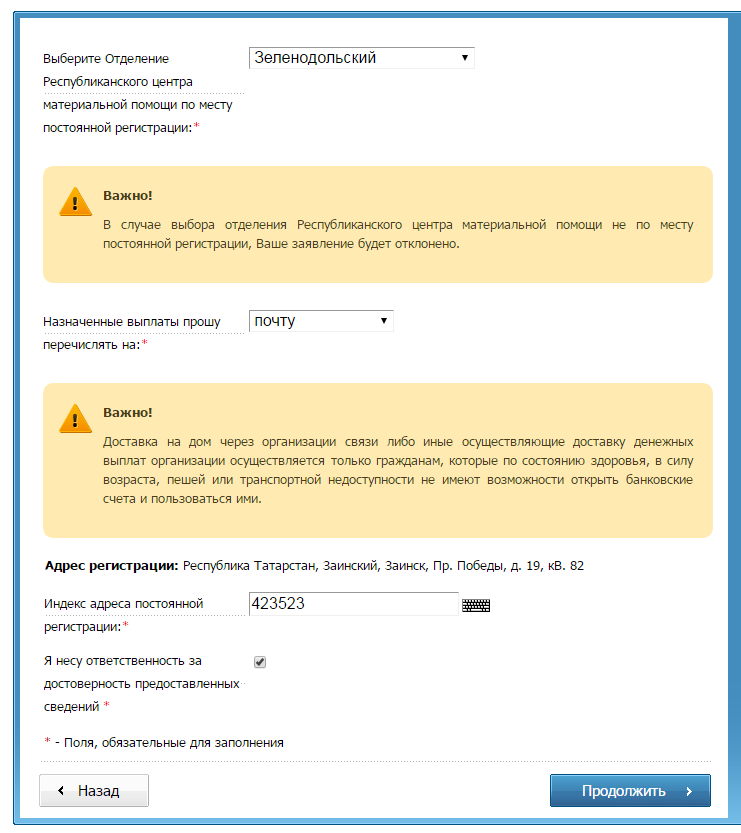 Выберите Отделение
Республиканского центра
материальной помощи по месту
постоянной регистрации:*
Зеленодольский
Важно!
В случае выбора отделения Республиканского центра материальной помощи не по месту
постоянной регистрации, Ваше заявление будет отклонено.
Назначенные выплаты прошу
перечислять на:*
почту
Важно!
Доставка на дом через организации связи либо иные осуществляющие доставку денежных
выплат организации осуществляется только гражданам, которые по состоянию здоровья, в силу
возраста, пешей или транспортной недоступности не имеют возможности открыть банковские
счета и пользоваться ими.
Адрес регистрации: Республика Татарстан, Заинский, Заинск, Пр. Победы, д. 19, кВ. 82
Индекс адреса постоянной
регистрации:*
423523
Я несу ответственность за
достоверность предоставленных
сведений *
* - Поля, обязательные для заполнения
Назад
Продолжить